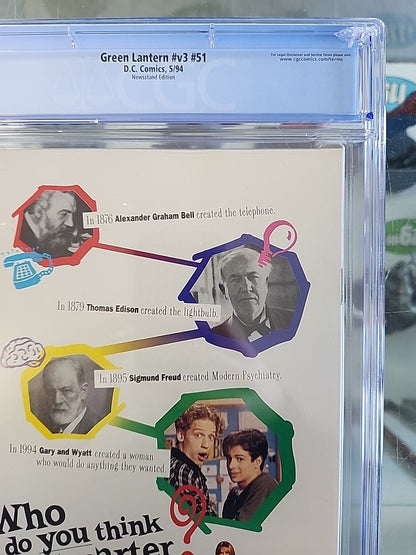 Green Lantern #v3 #51
D.C. Comics, 5/94
Newsstand Edition
For Legal Disclaimer and Service Terms please visit
www.cgccomics.com/terms
In 1876 Alexander Graham Bell created the telephone.
In 1879 Thomas Edison created the lightbulb.
In 1895 Sigmund Freud created Modern Psychiatry.
In 1994 Gary and Wyatt created a woman
who would do anything they wanted.
Who
do you think